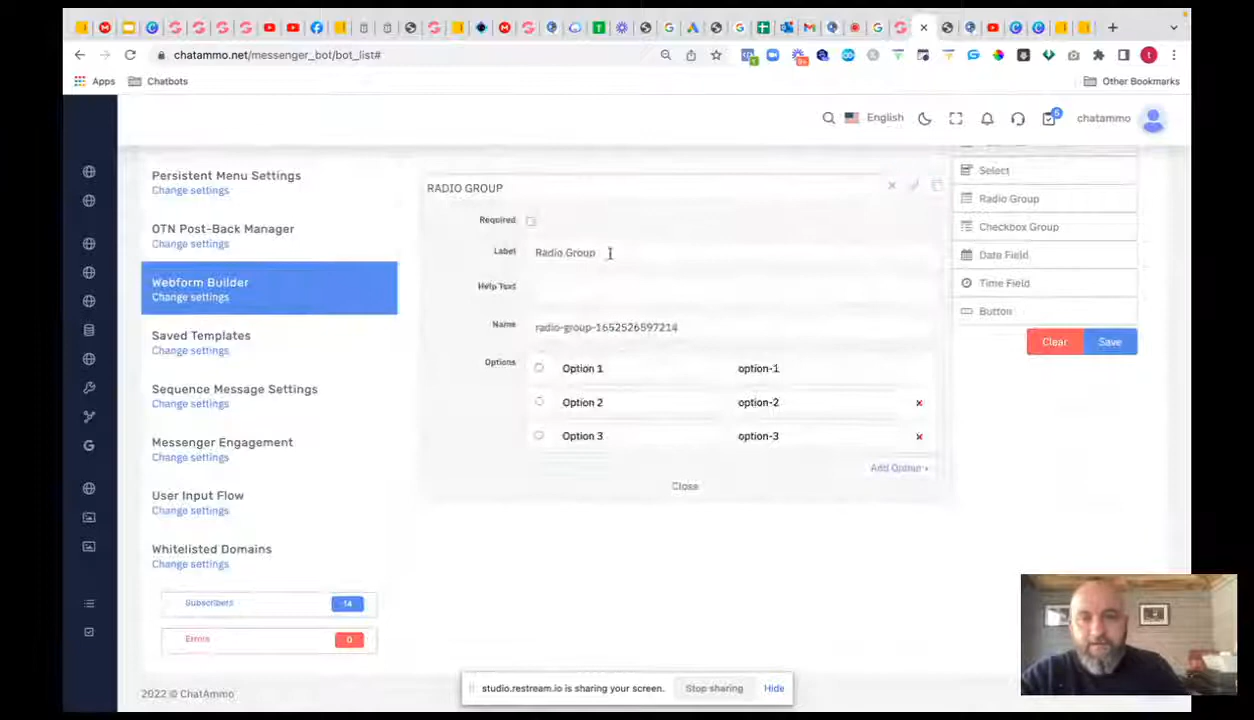 chatammo.net/messenger_bot/bot_list#
Apps
Chatbots
Other Bookmarks
English
6
chatammo
Persistent Menu Settings
Change settings
OTN Post-Back Manager
Change settings
Webform Builder
Change settings
Saved Templates
Change settings
Sequence Message Settings
Change settings
Messenger Engagement
Change settings
User Input Flow
Change settings
Whitelisted Domains
Change settings
Subscribers
14
Errors
0
2022 © ChatAmmo
RADIO GROUP
Required
Label
Radio Group
Help Text
Name
radio-group-1652526597214
Options
Option 1
option-1
Option 2
option-2
Option 3
option-3
Add Option +
Close
Select
Radio Group
Checkbox Group
Date Field
Time Field
Button
Clear
Save
studio.restream.io is sharing your screen.
Stop sharing
Hide